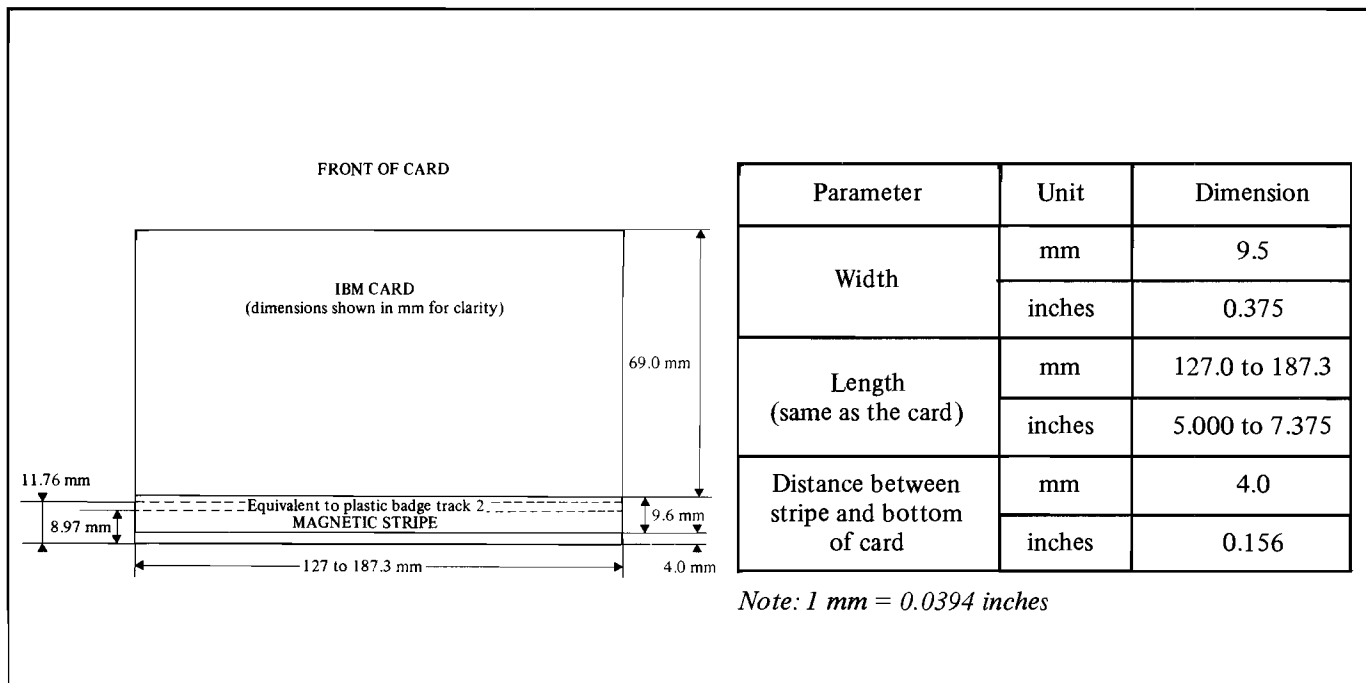 FRONT OF CARD
IBM CARD
(dimensions shown in mm for clarity)
69.0 mm
11.76 mm
Equivalent to plastic badge track 2
8.97 mm
MAGNETIC STRIPE
9.6 mm
127 to 187.3 mm
4.0 mm
Parameter Unit Dimension
Width
mm 9.5
inches 0.375
Length
(same as the card)
mm 127.0 to 187.3
inches 5.000 to 7.375
Distance between
stripe and bottom
of card
mm 4.0
inches 0.156
Note: 1 mm = 0.0394 inches